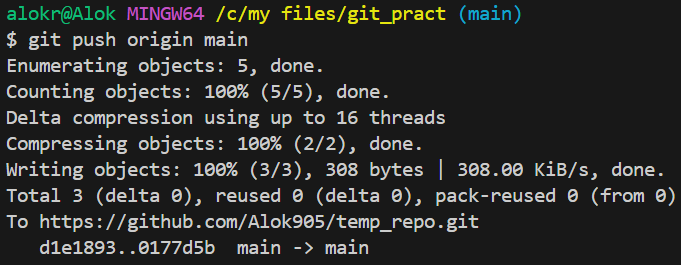 alokr@Alok MINGW64 /c/my files/git_pract (main)
$ git push origin main
Enumerating objects: 5, done.
Counting objects: 100% (5/5), done.
Delta compression using up to 16 threads
Compressing objects: 100% (2/2), done.
Writing objects: 100% (3/3), 308 bytes | 308.00 KiB/s, done.
Total 3 (delta 0), reused 0 (delta 0), pack-reused 0 (from 0)
To https://github.com/Alok905/temp_repo.git
   d1e1893..0177d5b  main -> main